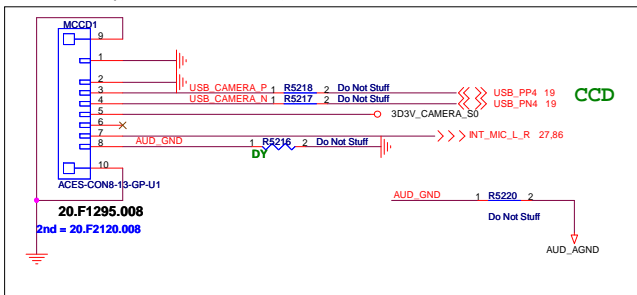 MCCD1
9
1
2
3 USB_CAMERA_P 1 R5218 2 Do Not Stuff USB_PP4 19
4 USB_CAMERA_N 1 R5217 2 Do Not Stuff USB_PN4 19
CCD
5 3D3V_CAMERA_S0
6
7 INT_MIC_L_R 27,86
8 AUD_GND 1 R5216 2 Do Not Stuff
DY
10
ACES-CON8-13-GP-U1
20.F1295.008
2nd = 20.F2120.008
AUD_GND 1 R5220 2
Do Not Stuff
AUD_AGND